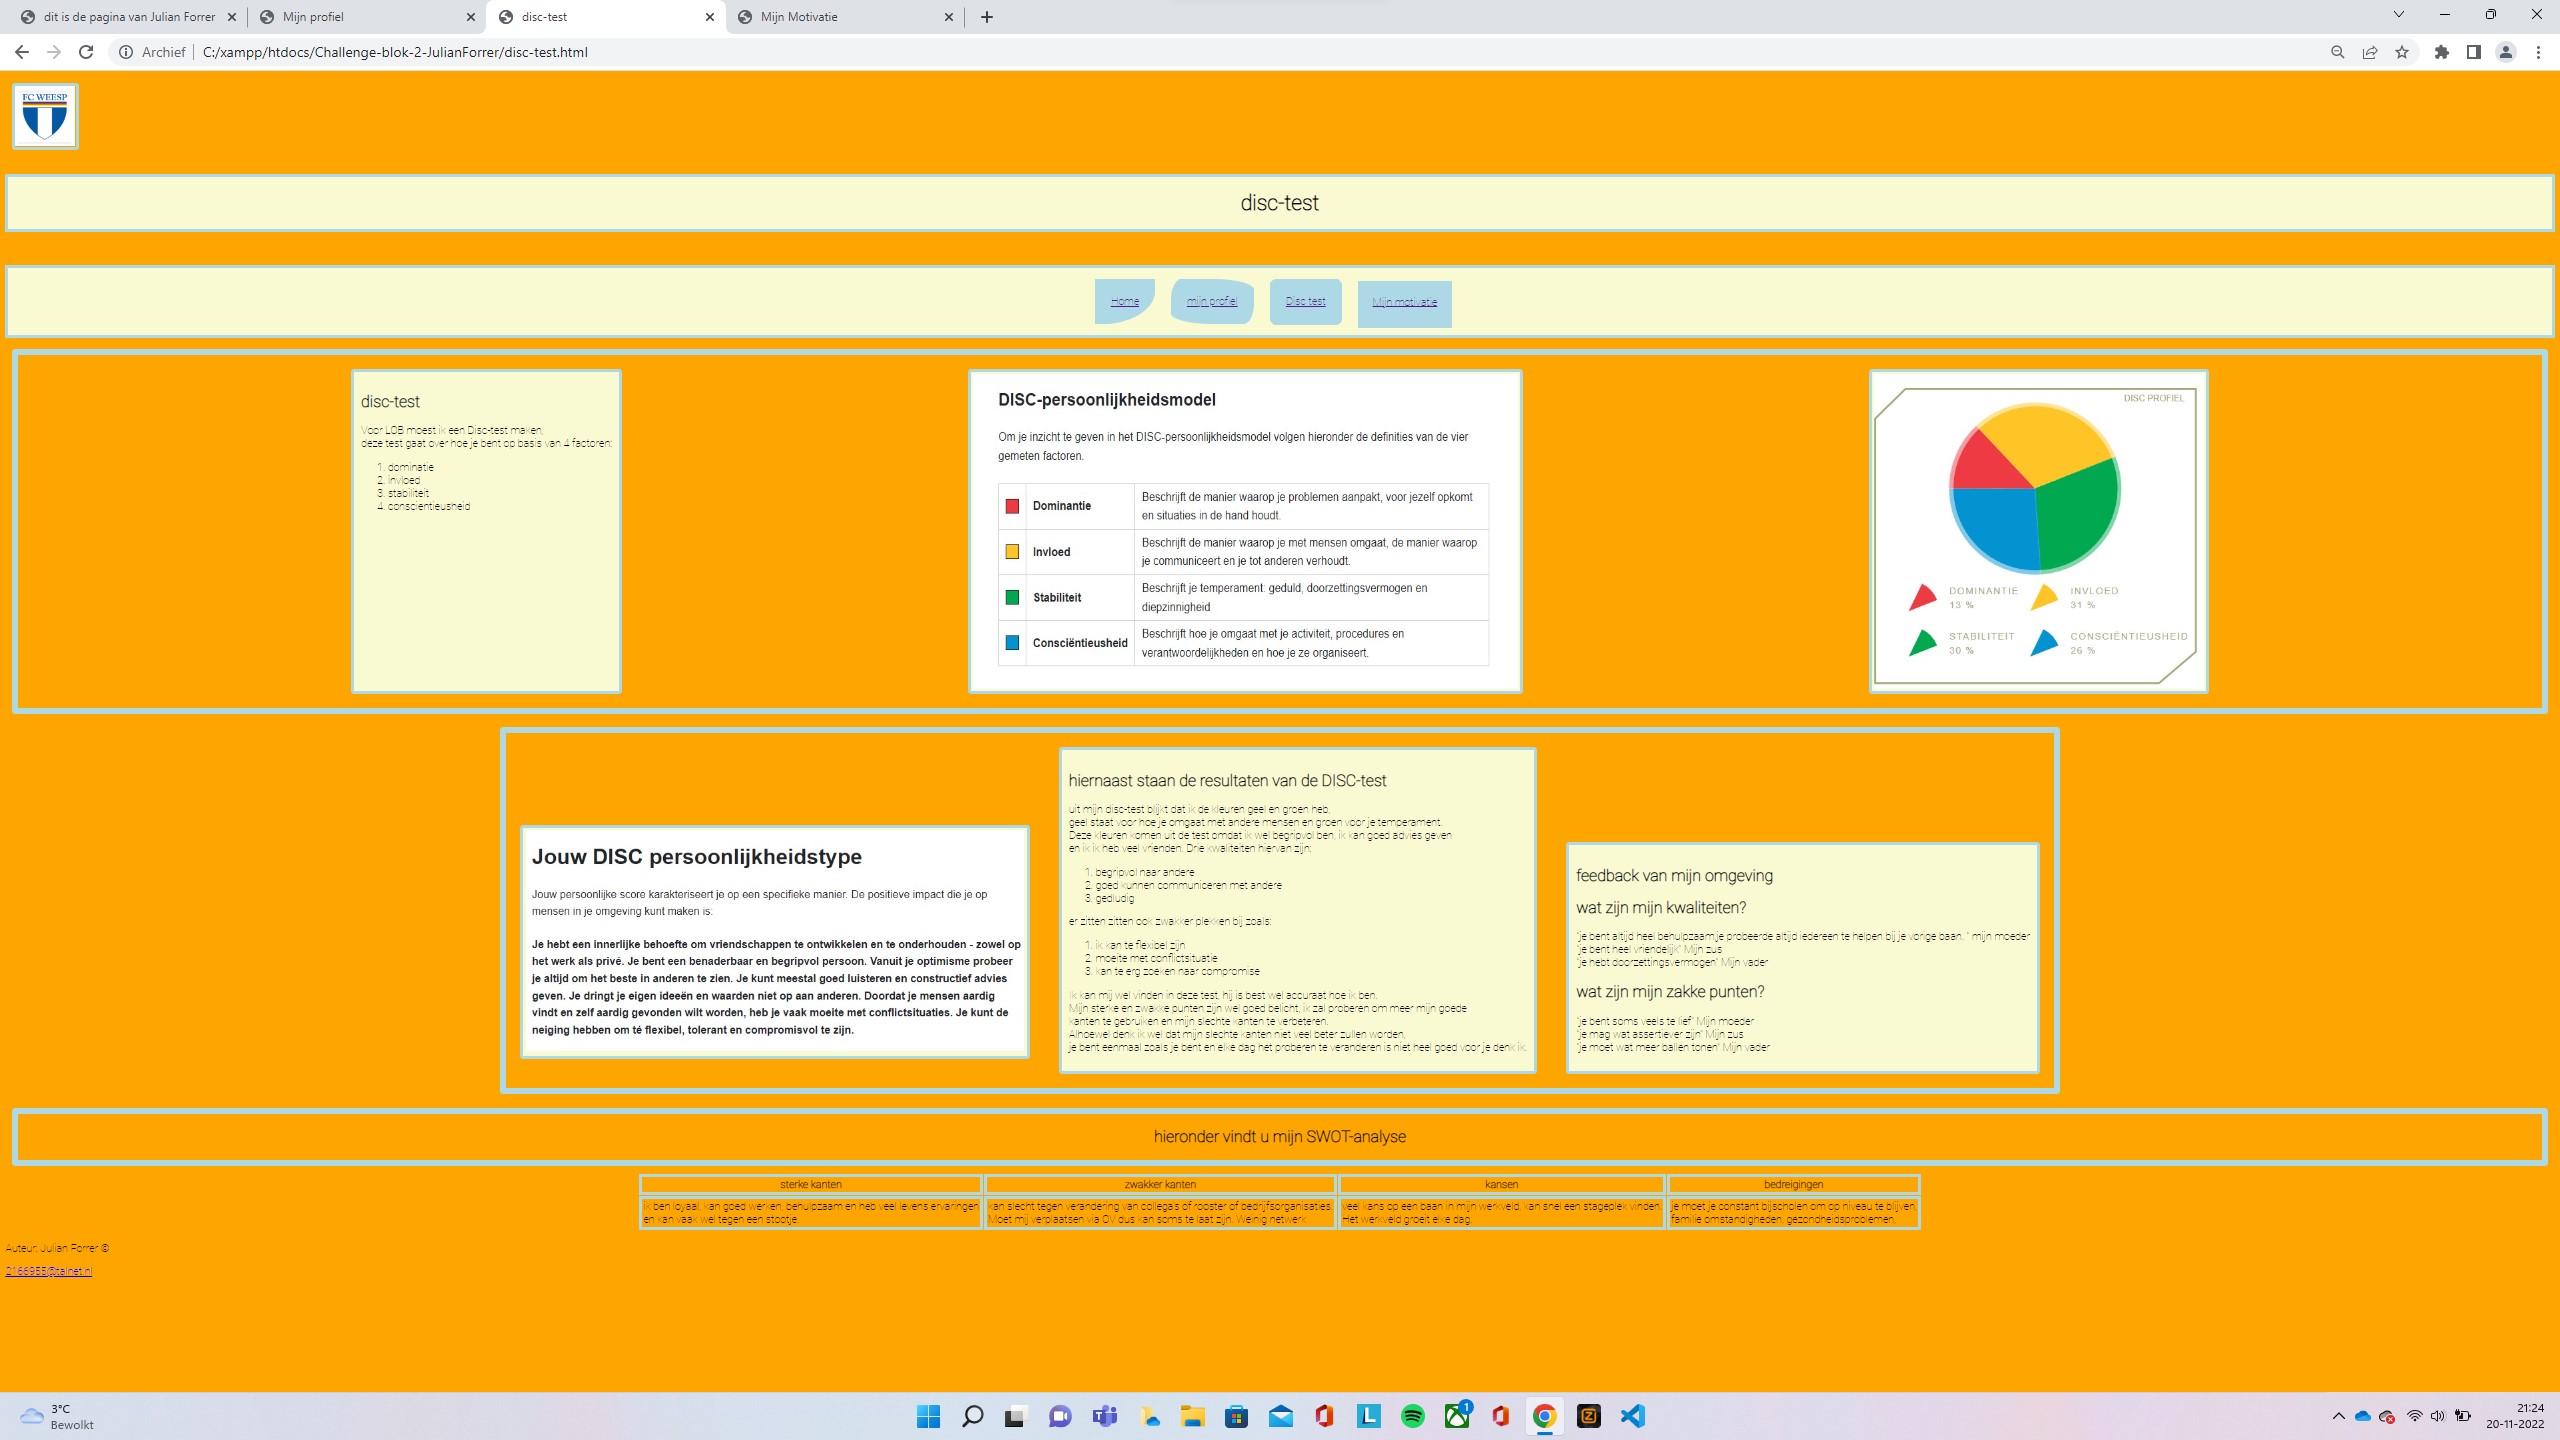 dit is de pagina van Julian Forrer
Mijn profiel
disc-test
Mijn Motivatie
Archief
C:/xampp/htdocs/Challenge-blok-2-JulianForrer/disc-test.html
FC WEESP
disc-test
Home
mijn profiel
Disc test
Mijn motivatie
disc-test
Voor LOB moest ik een Disc-test maken,
deze test gaat over hoe je bent op basis van 4 factoren:
1. dominatie
2. invloed
3. stabiliteit
4. conscientieusheid
DISC-persoonlijkheidsmodel
Om je inzicht te geven in het DISC-persoonlijkheidsmodel volgen hieronder de definities van de vier
gemeten factoren.
Dominantie
Beschrijft de manier waarop je problemen aanpakt, voor jezelf opkomt
en situaties in de hand houdt.
Invloed
Beschrijft de manier waarop je met mensen omgaat, de manier waarop
je communiceert en je tot anderen verhoudt.
Stabiliteit
Beschrijft je temperament: geduld, doorzettingsvermogen en
diepzinnigheid
Consciëntieusheid
Beschrijft hoe je omgaat met je activiteit, procedures en
verantwoordelijkheden en hoe je ze organiseert.
DISC PROFIEL
DOMINANTIE
13 %
INVLOED
31 %
STABILITEIT
30 %
CONSCIËNTIEUSHEID
26 %
Jouw DISC persoonlijkheidstype
Jouw persoonlijke score karakteriseert je op een specifieke manier. De positieve impact die je op
mensen in je omgeving kunt maken is:
Je hebt een innerlijke behoefte om vriendschappen te ontwikkelen en te onderhouden - zowel op
het werk als privé. Je bent een benaderbaar en begripvol persoon. Vanuit je optimisme probeer
je altijd om het beste in anderen te zien. Je kunt meestal goed luisteren en constructief advies
geven. Je dringt je eigen ideeën en waarden niet op aan anderen. Doordat je mensen aardig
vindt en zelf aardig gevonden wilt worden, heb je vaak moeite met conflictsituaties. Je kunt de
neiging hebben om té flexibel, tolerant en compromisvol te zijn.
hiernaast staan de resultaten van de DISC-test
uit mijn disc-test blijkt dat ik de kleuren geel en groen heb,
geel staat voor hoe je omgaat met andere mensen en groen voor je temperament.
Deze kleuren komen uit de test omdat ik wel begripvol ben, ik kan goed advies geven
en ik ik heb veel vrienden. Drie kwaliteiten hiervan zijn:
1. begripvol naar andere
2. goed kunnen communiceren met andere
3. gedludig
er zitten zitten ook zwakker plekken bij zoals:
1. ik kan te flexibel zijn
2. moeite met conflictsituatie
3. kan te erg zoeken naar compromise
Ik kan mij wel vinden in deze test, hij is best wel accuraat hoe ik ben.
Mijn sterke en zwakke punten zijn wel goed belicht, ik zal proberen om meer mijn goede
kanten te gebruiken en mijn slechte kanten te verbeteren.
Alhoewel denk ik wel dat mijn slechte kanten niet veel beter zullen worden,
je bent eenmaal zoals je bent en elke dag het proberen te veranderen is niet heel goed voor je denk ik.
feedback van mijn omgeving
wat zijn mijn kwaliteiten?
"je bent altijd heel behulpzaam,je probeerde altijd iedereen te helpen bij je vorige baan. " mijn moeder
"je bent heel vriendelijk" Mijn zus
"je hebt doorzettingsvermogen" Mijn vader
wat zijn mijn zakke punten?
"je bent soms veels te lief" Mijn moeder
"je mag wat assertiever zijn" Mijn zus
"je moet wat meer ballen tonen" Mijn vader
hieronder vindt u mijn SWOT-analyse
sterke kanten
zwakker kanten
kansen
bedreigingen
ik ben loyaal, kan goed werken, behulpzaam en heb veel levens ervaringen
en kan vaak wel tegen een stootje.
kan slecht tegen verandering van collega's of rooster of bedrijfsorganisaties.
Moet mij verplaatsen via OV dus kan soms te laat zijn. Weinig netwerk
veel kans op een baan in mijn werkveld, kan snel een stageplek vinden.
Het werkveld groeit elke dag.
je moet je constant bijscholen om op niveau te blijven,
familie omstandigheden, gezondheidsproblemen.
Auteur: Julian Forrer ©
2166955@talnet.nl
3°C
Bewolkt
1
21:24
20-11-2022